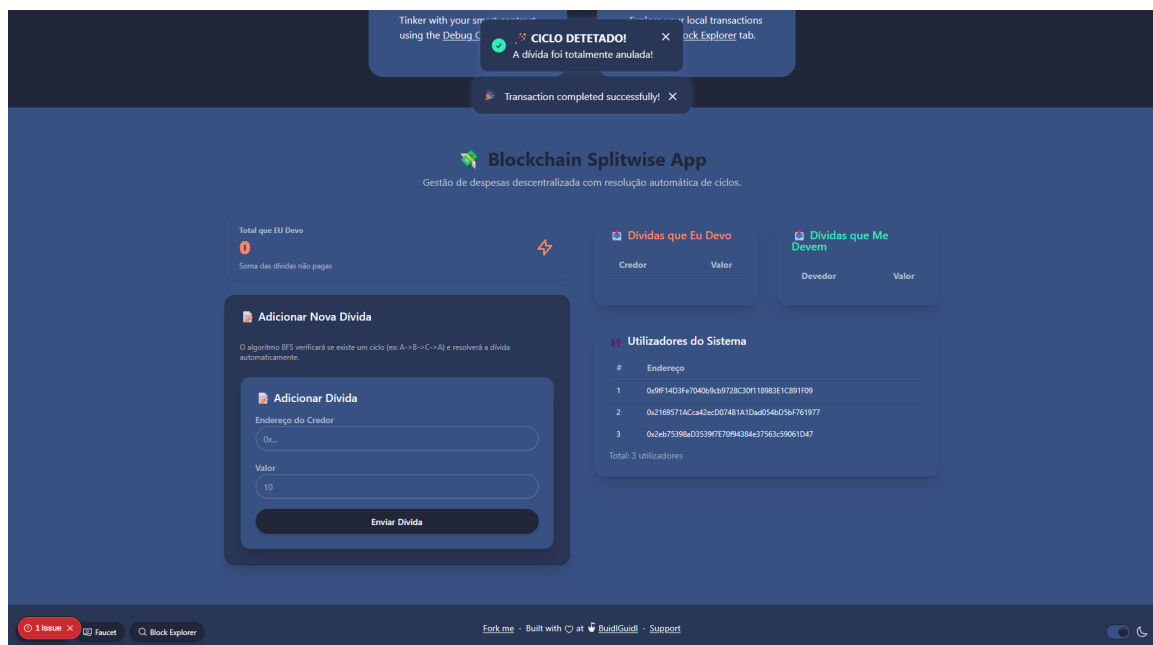 Tinker with your smart contract
using the Debug C
your local transactions
ock Explorer tab.
CICLO DETETADO!
A dívida foi totalmente anulada!
Transaction completed successfully!
Blockchain Splitwise App
Gestão de despesas descentralizada com resolução automática de ciclos.
Total que EU Devo
0
Soma das dívidas não pagas
Dívidas que Eu Devo
Credor Valor
Dívidas que Me
Devem
Devedor Valor
Adicionar Nova Dívida
O algoritmo BFS verificará se existe um ciclo (ex: A->B->C->A) e resolverá a dívida
automaticamente.
Adicionar Dívida
Endereço do Credor
0x...
Valor
10
Enviar Dívida
Utilizadores do Sistema
# Endereço
1 0x9fF14D3Fe7040b9cb9728C30f118983E1C891F09
2 0x2169571ACca42ecD07481A1Dad054bD5bF761977
3 0x2eb75398aD3539f7E70f94384e37563c59061D47
Total: 3 utilizadores
1 Issue
Faucet
Block Explorer
Fork me · Built with at BuidlGuidl · Support